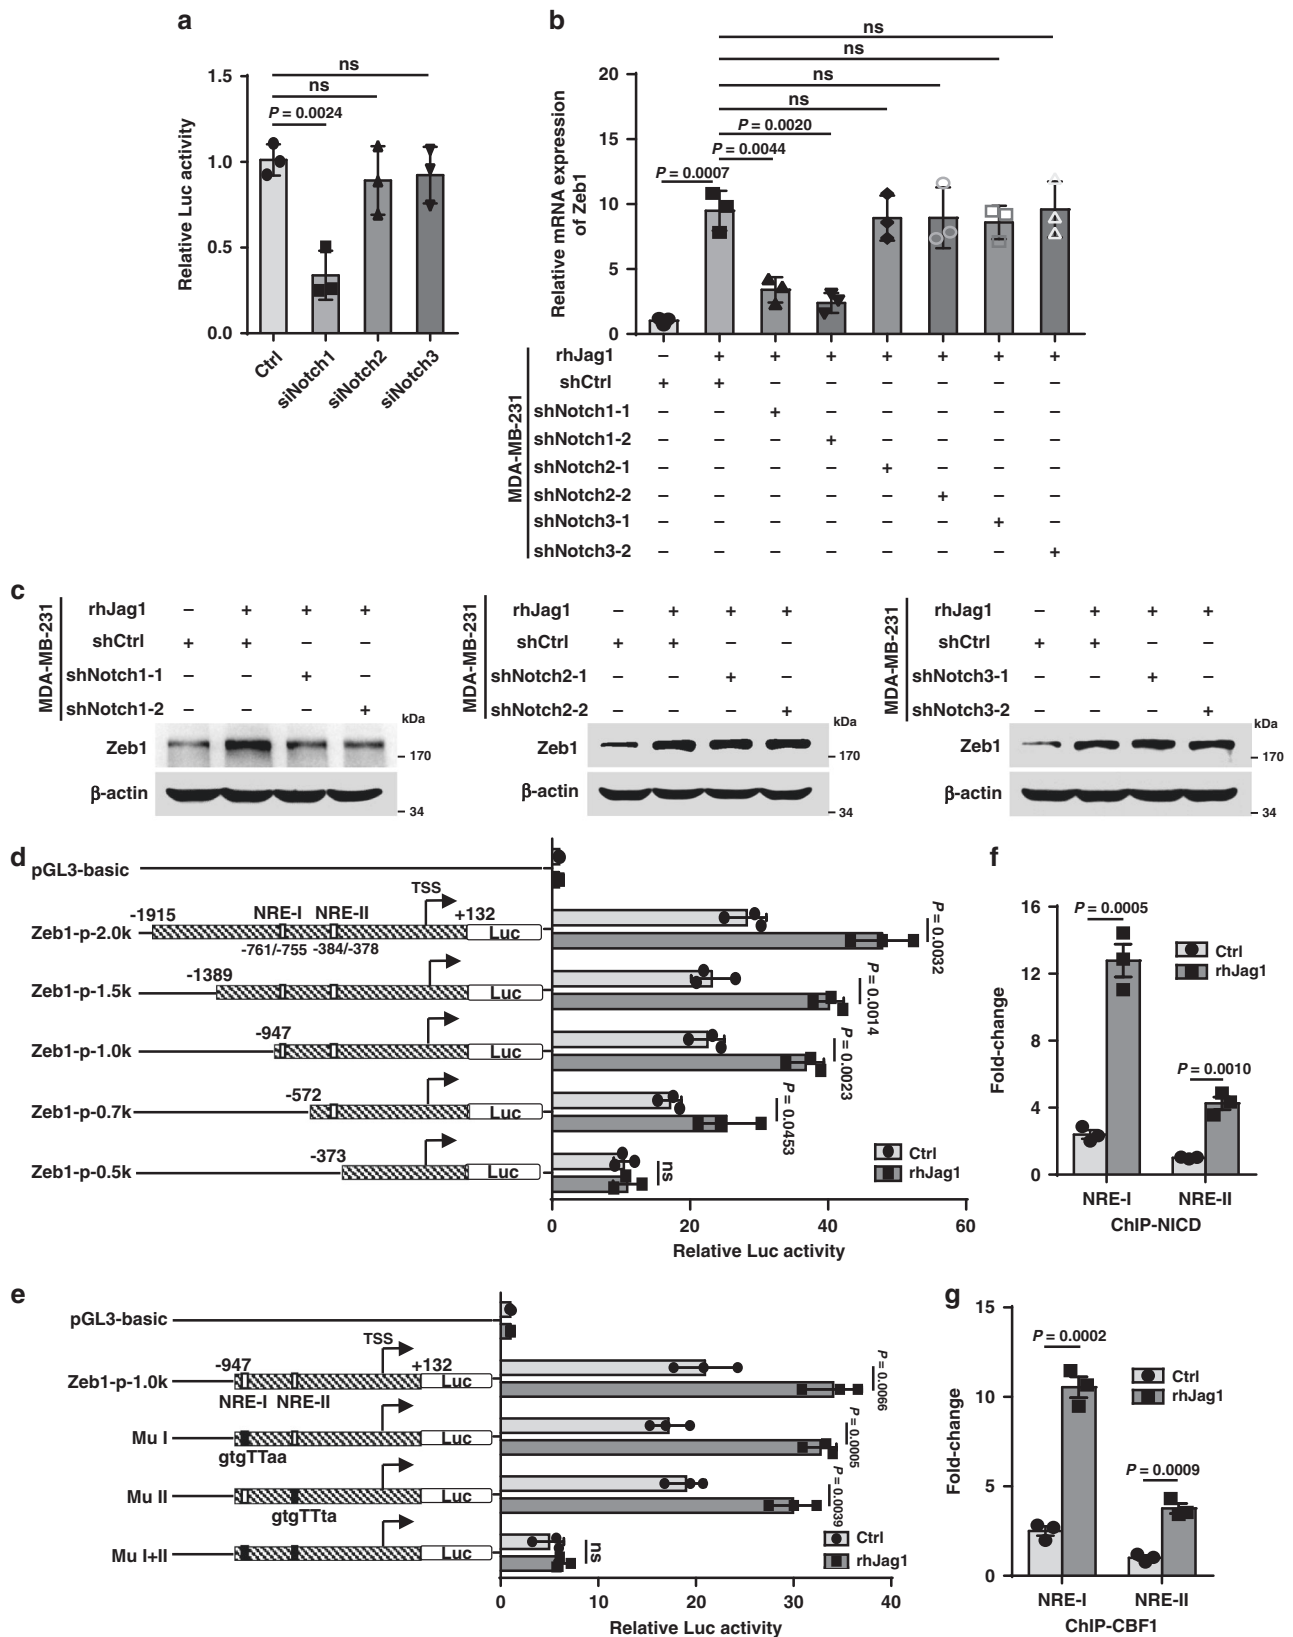 a
Relative Luc activity
1.5
1.0
0.5
0.0
ns
ns
P = 0.0024
Ctrl
siNotch1
siNotch2
siNotch3
b
Relative mRNA expression
of Zeb1
20
15
10
5
0
ns
ns
ns
ns
P = 0.0020
P = 0.0044
P = 0.0007
MDA-MB-231
rhJag1 – + + + + + + +
shCtrl + + – – – – – –
shNotch1-1 – – + – – – – –
shNotch1-2 – – – + – – – –
shNotch2-1 – – – – + – – –
shNotch2-2 – – – – – + – –
shNotch3-1 – – – – – – + –
shNotch3-2 – – – – – – – +
c
MDA-MB-231
rhJag1 – + + +
shCtrl + + – –
shNotch1-1 – – + –
shNotch1-2 – – – +
kDa
Zeb1
170
β-actin
34
MDA-MB-231
rhJag1 – + + +
shCtrl + + – –
shNotch2-1 – – + –
shNotch2-2 – – – +
kDa
Zeb1
170
β-actin
34
MDA-MB-231
rhJag1 – + + +
shCtrl + + – –
shNotch3-1 – – + –
shNotch3-2 – – – +
kDa
Zeb1
170
β-actin
34
d
pGL3-basic
TSS
-1915 NRE-I NRE-II +132
Zeb1-p-2.0k Luc
-761/-755 -384/-378
P = 0.0032
-1389
Zeb1-p-1.5k Luc
P = 0.0014
-947
Zeb1-p-1.0k Luc
P = 0.0023
-572
Zeb1-p-0.7k Luc
P = 0.0453
-373
Zeb1-p-0.5k Luc
ns
Ctrl
rhJag1
0 20 40 60
Relative Luc activity
e
pGL3-basic
TSS
-947 +132
Zeb1-p-1.0k Luc
NRE-I NRE-II
P = 0.0066
Mu I Luc
gtgTTaa
P = 0.0005
Mu II Luc
gtgTTta
P = 0.0039
Mu I+II Luc
ns
Ctrl
rhJag1
0 10 20 30 40
Relative Luc activity
f
Fold-change
16
12
8
4
0
P = 0.0005
P = 0.0010
Ctrl
rhJag1
NRE-I NRE-II
ChIP-NICD
g
Fold-change
15
10
5
0
P = 0.0002
P = 0.0009
Ctrl
rhJag1
NRE-I NRE-II
ChIP-CBF1